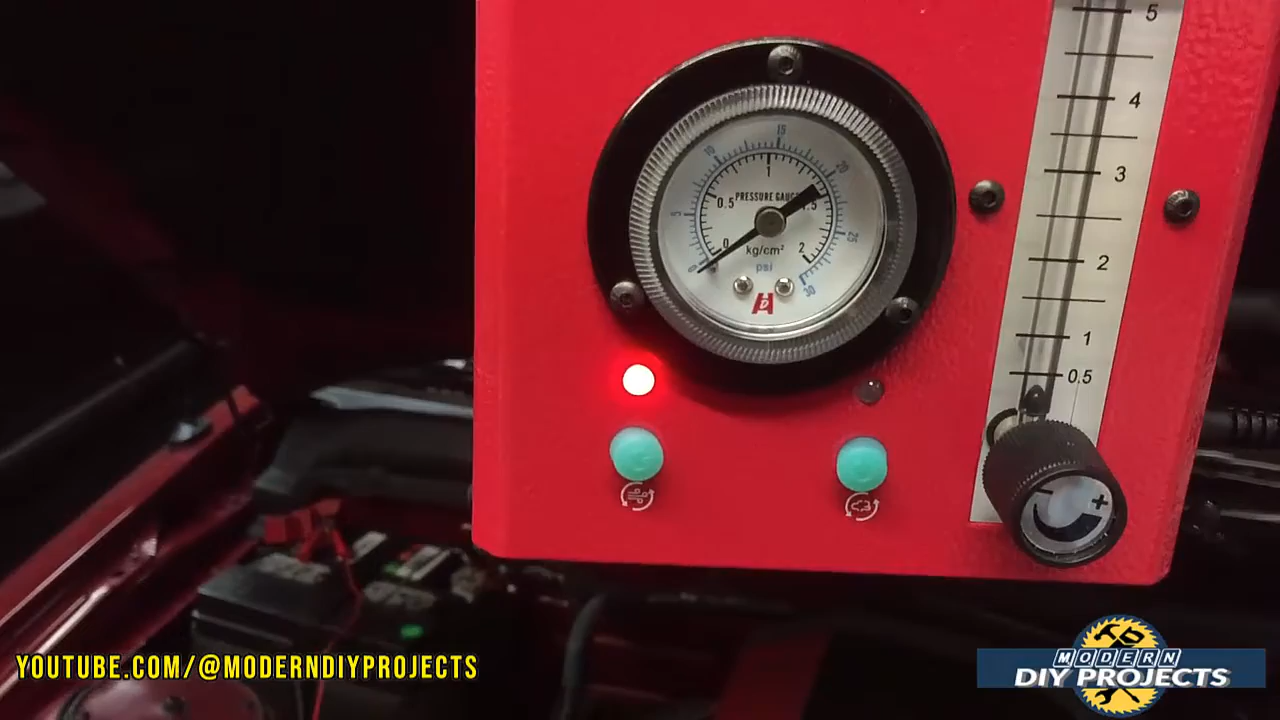 5
4
3
2
1
0.5
15
10
20
5
25
0
30
1
0.5
1.5
0
2
PRESSURE GAUGE
kg/cm²
psi
H
D
+
YOUTUBE.COM/@MODERNDIYPROJECTS
MODERN
DIY PROJECTS